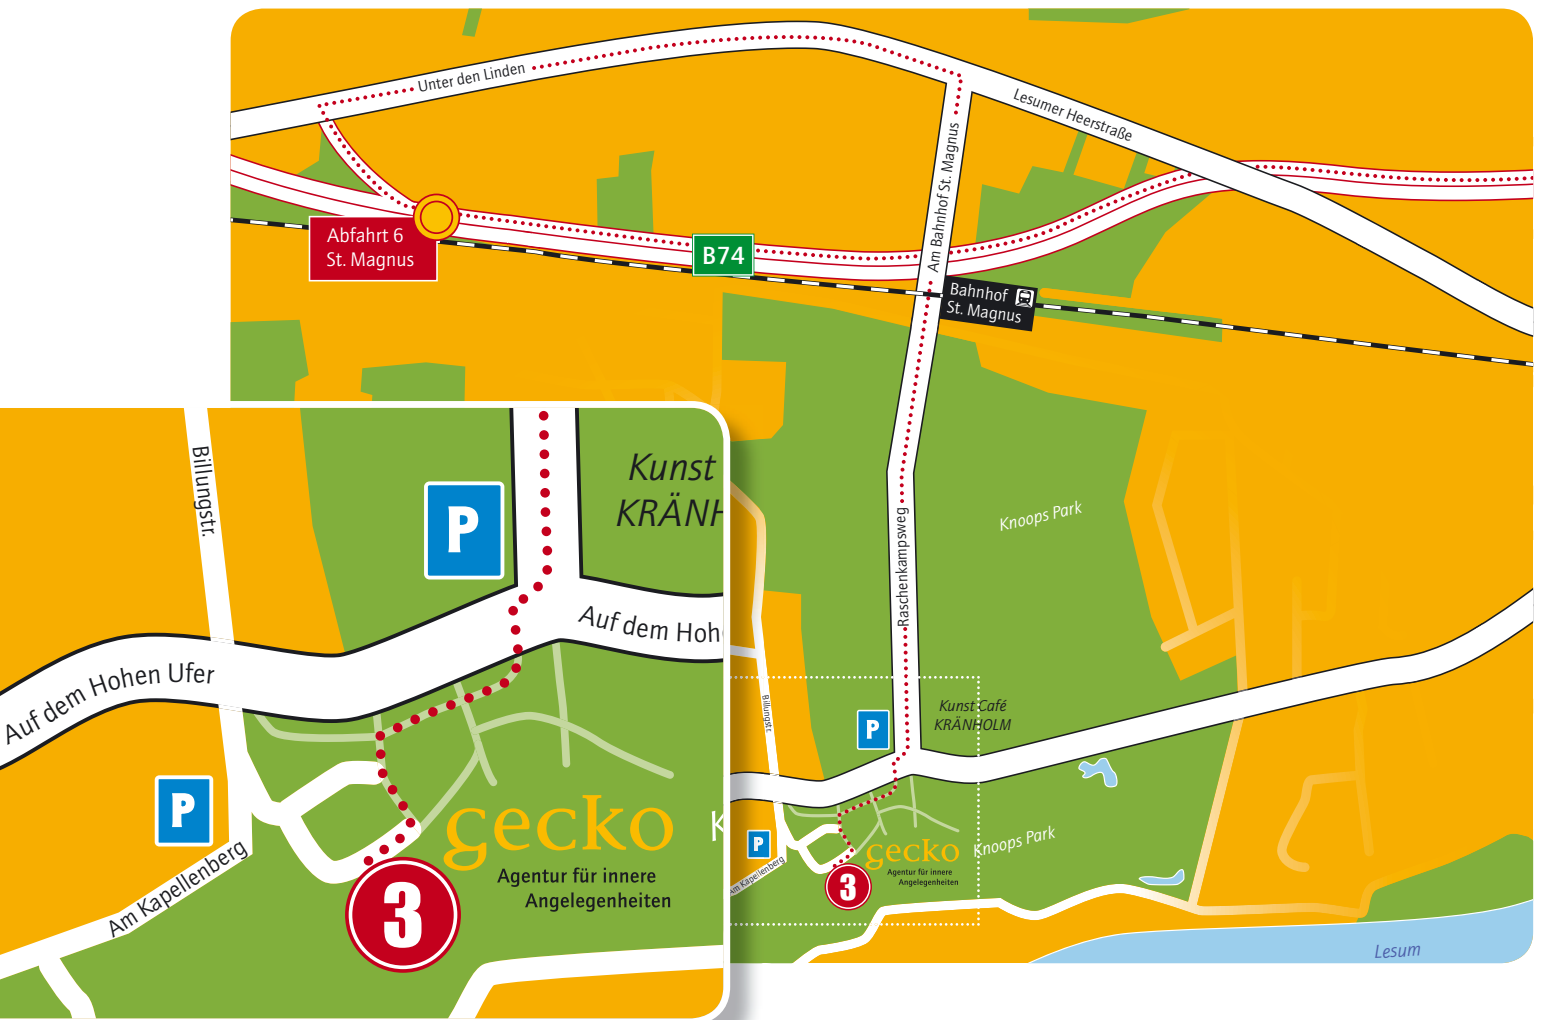 Unter den Linden
Lesumer Heerstraße
Am Bahnhof St. Magnus
Abfahrt 6
St. Magnus
B74
Bahnhof
St. Magnus
Raschenkampsweg
Knoops Park
Billungstr.
P
Kunst Café
KRÄNHOLM
P
Am Kapellenberg
gecko
Agentur für innere
Angelegenheiten
3
Knoops Park
Lesum
Billungstr.
P
Kunst
KRÄNH
Auf dem Hohen Ufer
Auf dem Hoh
P
Am Kapellenberg
gecko
Agentur für innere
Angelegenheiten
3
K